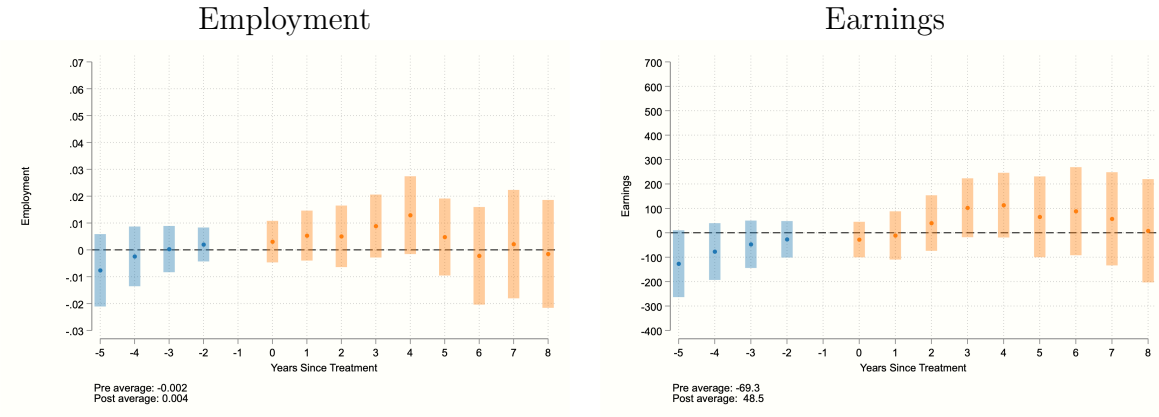 Employment
.07
.06
.05
.04
.03
.02
.01
0
-.01
-.02
-.03
Employment
-5 -4 -3 -2 -1 0 1 2 3 4 5 6 7 8
Years Since Treatment
Pre average: -0.002
Post average: 0.004
Earnings
700
600
500
400
300
200
100
0
-100
-200
-300
-400
Earnings
-5 -4 -3 -2 -1 0 1 2 3 4 5 6 7 8
Years Since Treatment
Pre average: -69.3
Post average: 48.5